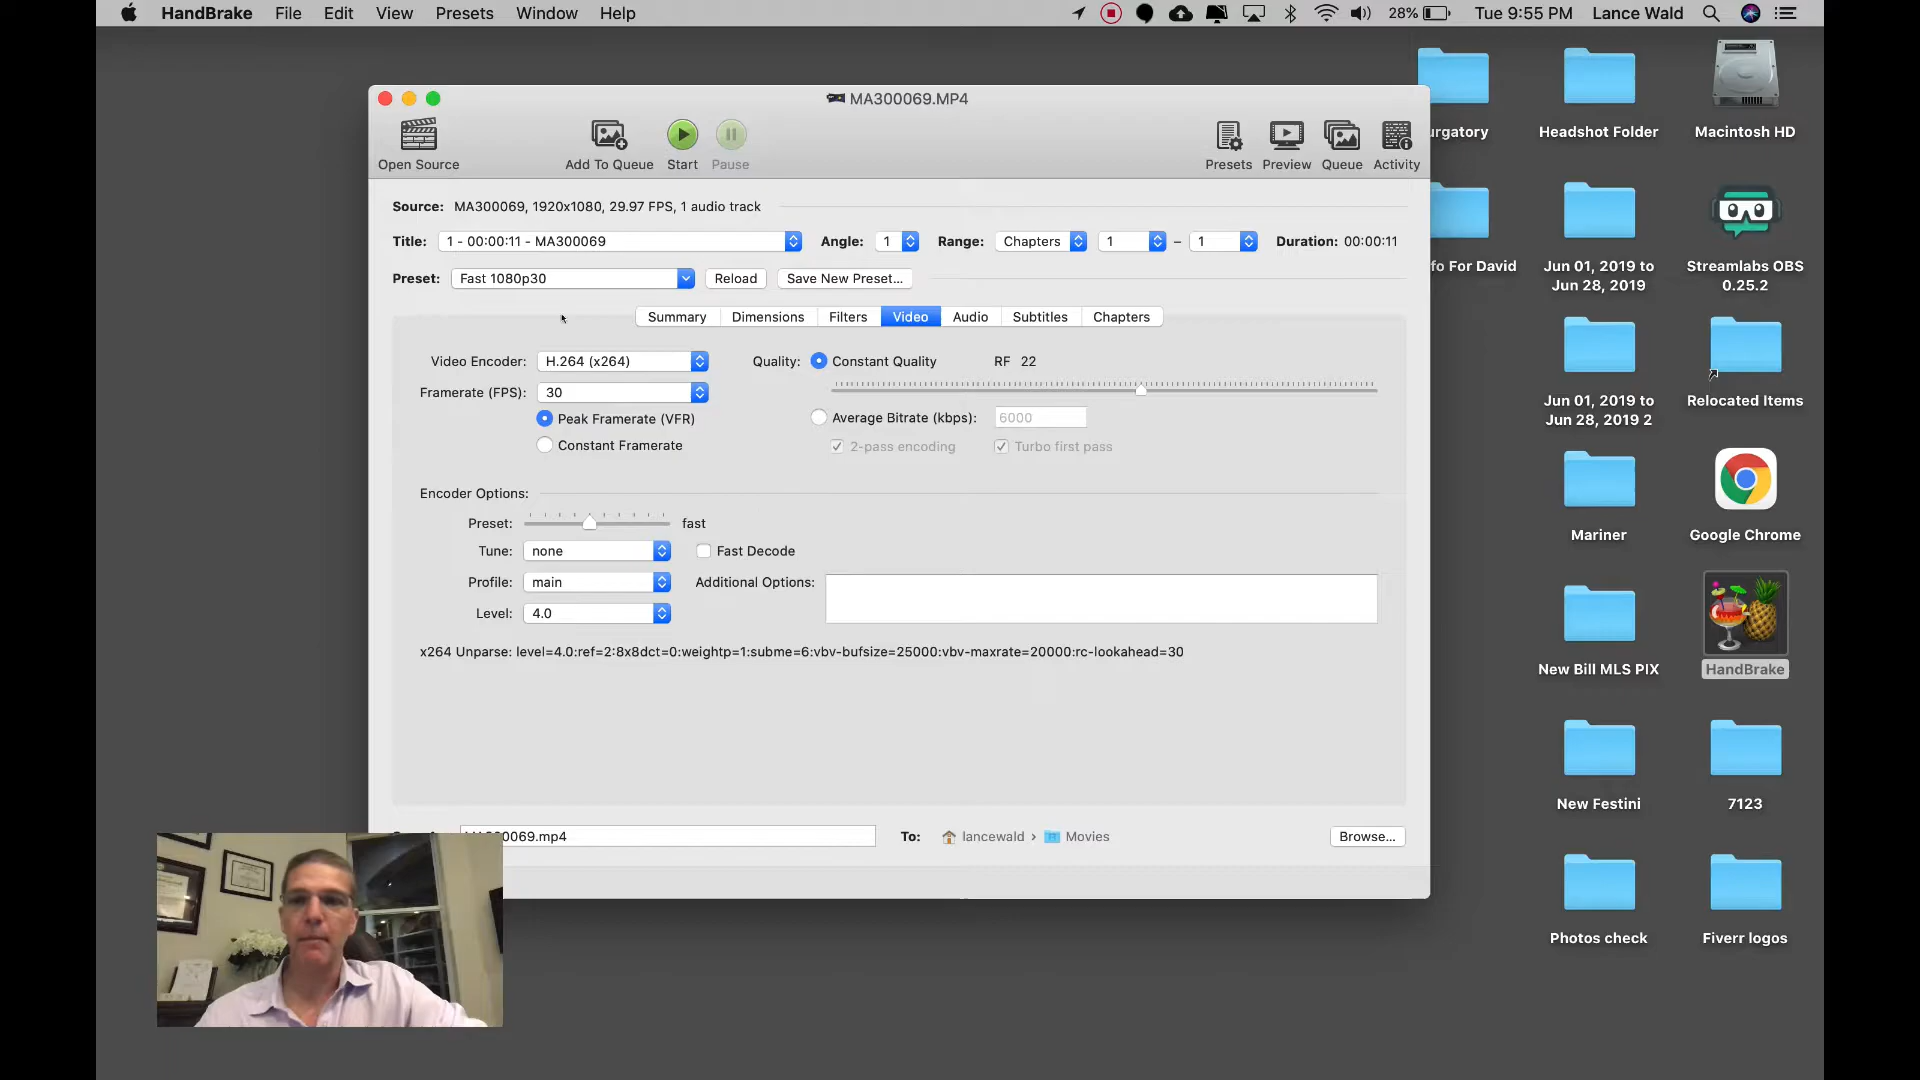 HandBrake File Edit View Presets Window Help 28% Tue 9:55 PM Lance Wald
MA300069.MP4
Open Source Add To Queue Start Pause Presets Preview Queue Activity
Source: MA300069, 1920x1080, 29.97 FPS, 1 audio track
Title: 1 - 00:00:11 - MA300069 Angle: 1 Range: Chapters 1 – 1 Duration: 00:00:11
Preset: Fast 1080p30 Reload Save New Preset...
Summary Dimensions Filters Video Audio Subtitles Chapters
Video Encoder: H.264 (x264) Quality: Constant Quality RF 22
Framerate (FPS): 30
Peak Framerate (VFR) Average Bitrate (kbps): 6000
Constant Framerate 2-pass encoding Turbo first pass
Encoder Options:
Preset: fast
Tune: none Fast Decode
Profile: main Additional Options:
Level: 4.0
x264 Unparse: level=4.0:ref=2:8x8dct=0:weightp=1:subme=6:vbv-bufsize=25000:vbv-maxrate=20000:rc-lookahead=30
0069.mp4 To: lancewald › Movies Browse...
urgatory Headshot Folder Macintosh HD
fo For David Jun 01, 2019 to Jun 28, 2019 Streamlabs OBS 0.25.2
Jun 01, 2019 to Jun 28, 2019 2 Relocated Items
Mariner Google Chrome
New Bill MLS PIX HandBrake
New Festini 7123
Photos check Fiverr logos